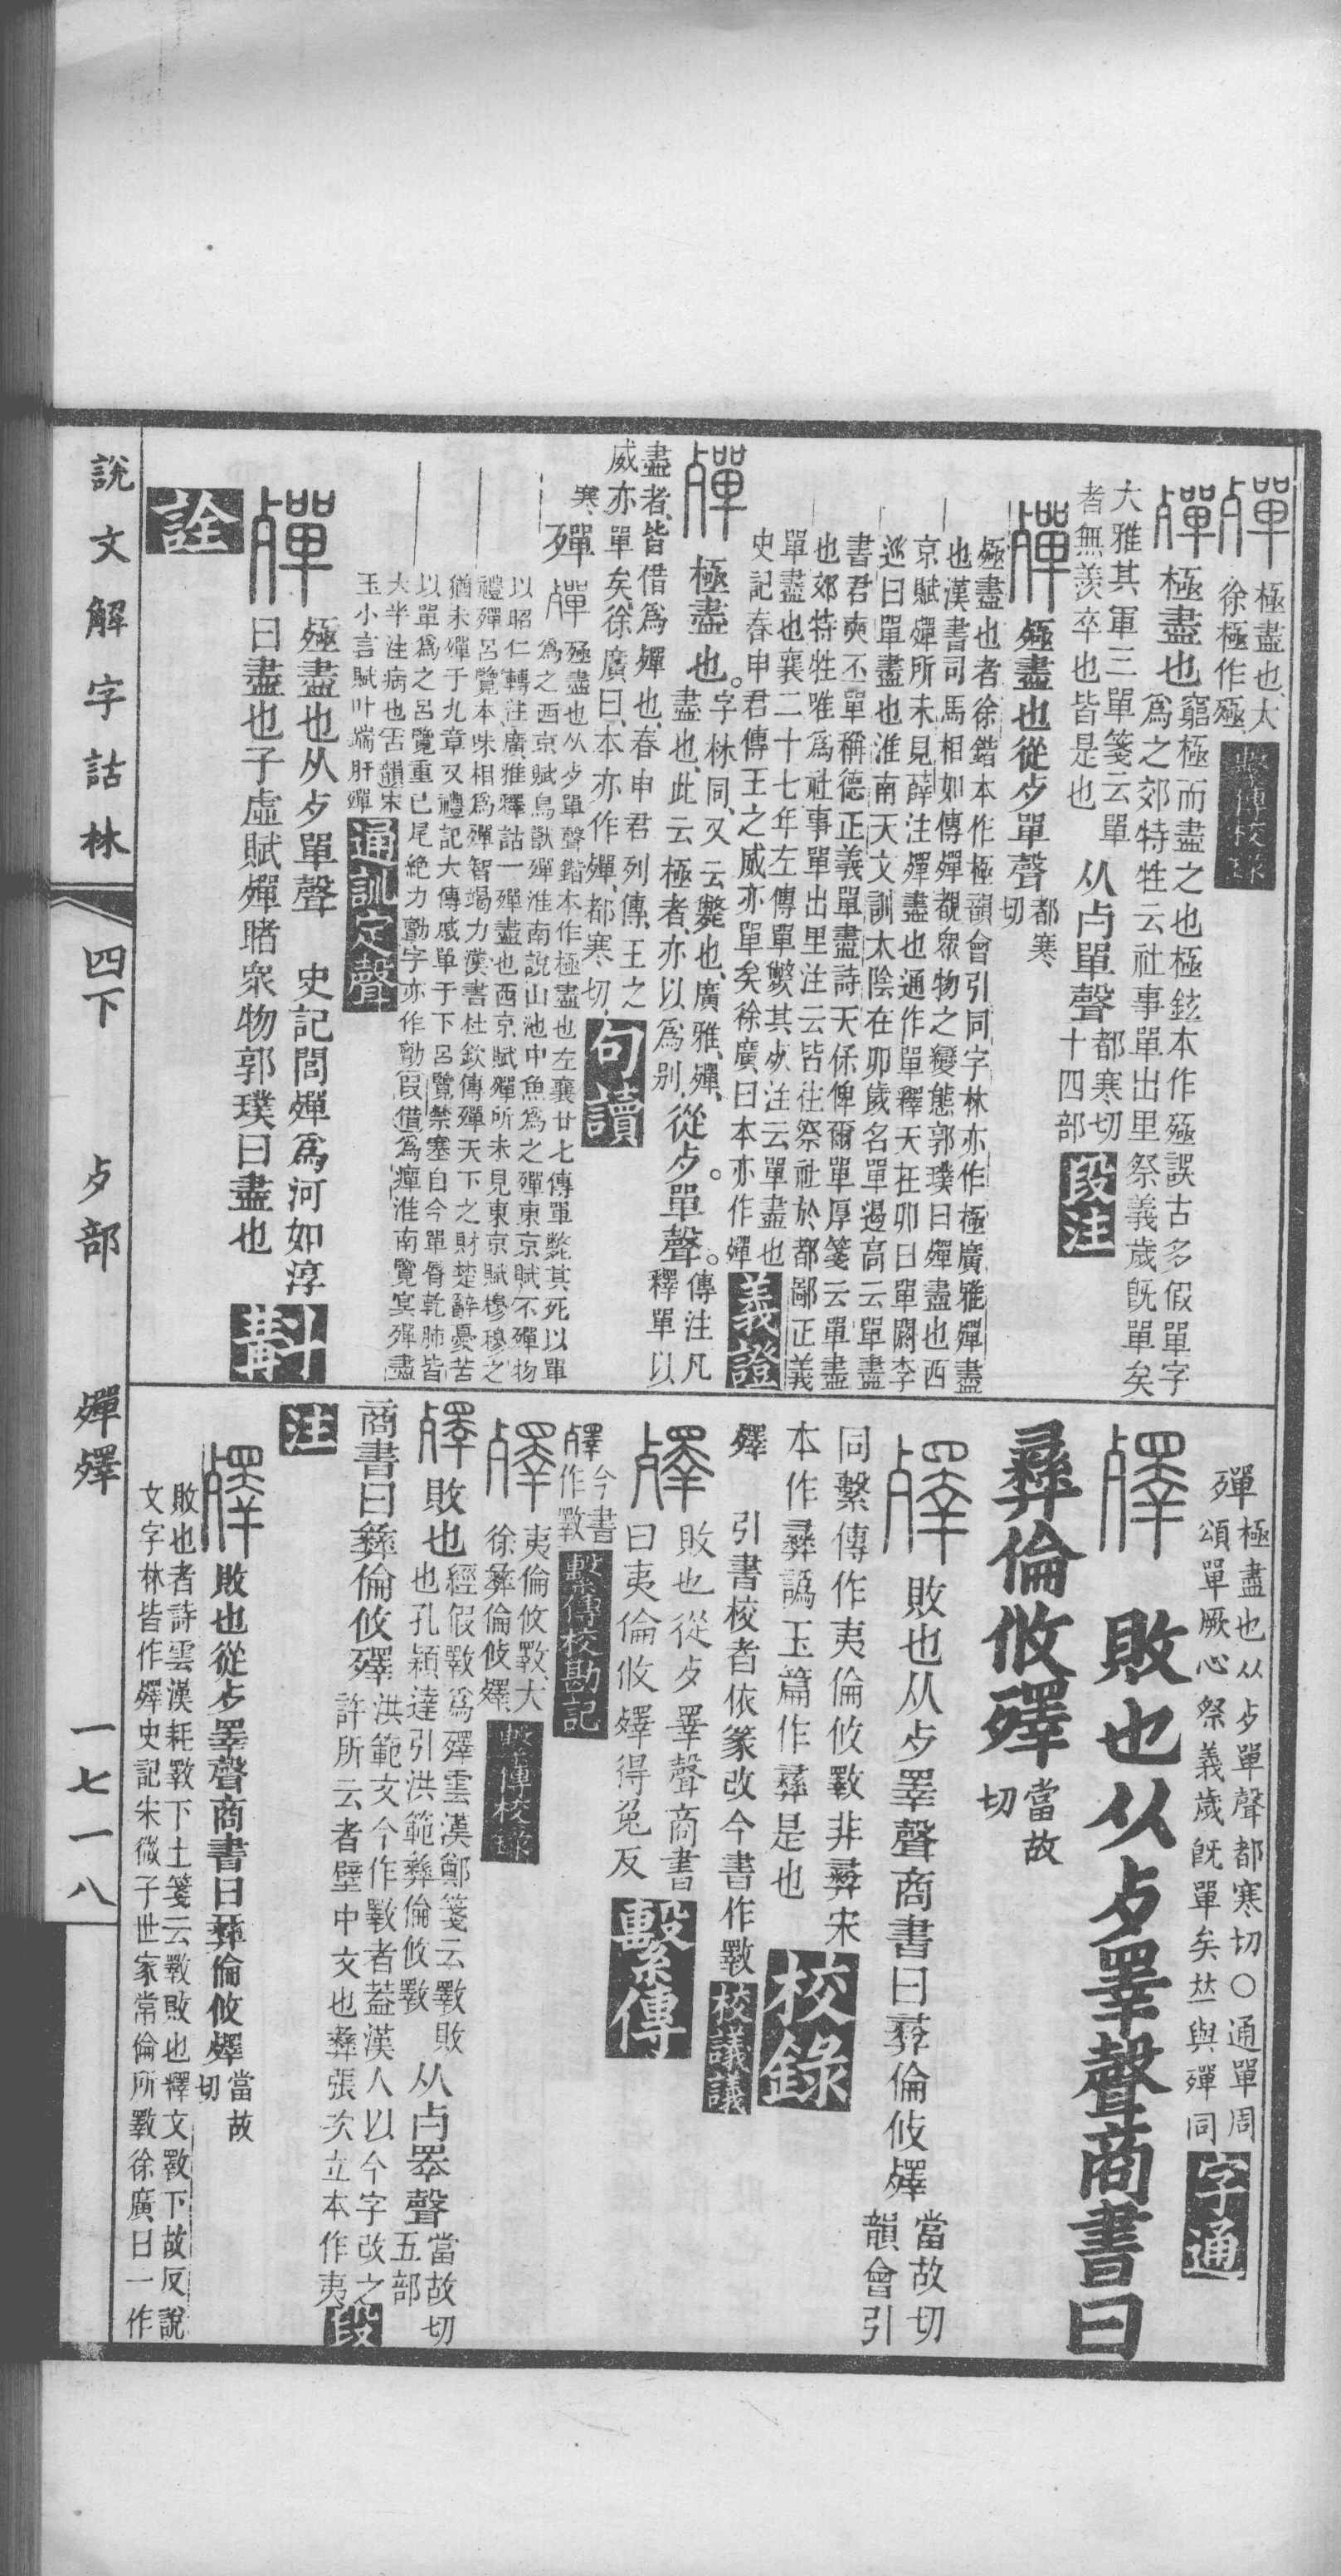 殫 極盡也大
徐極作殛 繫傳校錄
殫 極盡也 窮極而盡之也極鉉本作殛誤古多假單字
爲之郊特牲云社事單出里祭義歲旣單矣
大雅其軍三單箋云單
者無羨卒也皆是也 从歺單聲 都寒切
十四部 段注
殫 殛盡也從歺單聲 都寒
切
殛盡也者徐鍇本作極韻會引同字林亦作極廣雅殫盡
也漢書司馬相如傳殫覩衆物之變態郭璞曰殫盡也西
京賦殫所未見薛注殫盡也通作單釋天在卯曰單閼李
巡曰單盡也淮南天文訓太陰在卯歲名單遏高云單盡
書君奭丕單稱德正義單盡詩天保俾爾單厚箋云單盡
也郊特牲唯爲社事單出里注云皆往祭社於都鄙正義
單盡也襄二十七年左傳單斃其死注云單盡也
史記春申君傳王之威亦單矣徐廣曰本亦作殫 義證
殫 極盡也。 字林同、又云斃也、廣雅、殫、
盡也、此云極者、亦以爲別、 從歺。單聲。 傳注凡
釋單以
盡者、皆借爲殫也、春申君列傳、王之
威亦單矣、徐廣曰、本亦作殫、都寒切、 句讀
寒、
殫 殫 殛盡也从歺單聲鍇本作極盡也左襄廿七傳單斃其死以單
爲之西京賦鳥獸殫淮南說山池中魚爲之殫東京賦不殫物
以昭仁轉注廣雅釋詁一殫盡也西京賦殫所未見東京賦穆穆之
禮殫呂覽本味相爲殫智竭力漢書杜欽傳殫天下之財楚辭憂苦
猶未殫于九章又禮記大傳戚單于下呂覽禁塞自今單脣乾肺皆
以單爲之呂覽重己尾絶力勯字亦作勯假借爲癉淮南覽冥殫盡
大半注病也古韻宋
玉小言賦叶端肝殫 通訓定聲
殫 殛盡也从歺單聲 史記閭殫爲河如淳
曰盡也子虛賦殫睹衆物郭璞曰盡也 斠
詮
殫 極盡也从歺單聲都寒切〇通單周
頌單厥心祭義歲旣單矣𠀤與殫同 字通
殬 敗也从歺睪聲商書曰
彝倫攸殬 當故
切
殬 敗也从歺睪聲商書曰彝倫攸殬 當故切
韻會引
同繫傳作夷倫攸斁非彝宋
本作彞譌玉篇作彝是也 校錄
殬 引書校者依篆改今書作斁 校議議
殬 敗也從歺睪聲商書
曰夷倫攸殬得兔反 繫傳
殬 今書
作斁 繫傳校勘記
殬 夷倫攸斁、大
徐彝倫攸殬、 繫傳校錄
殬 敗也 經假斁爲殬雲漢鄭箋云斁敗
也孔穎達引洪範彝倫攸斁 从歺睪聲 當故切
五部
商書曰彝倫攸殬 洪範文今作斁者葢漢人以今字改之
許所云者壁中文也彝張次立本作夷 段
注
殬 敗也從歺睪聲商書曰彝倫攸殬 當故
切
敗也者詩雲漢耗斁下土箋云斁敗也釋文斁下故反說
文字林皆作殬史記宋微子世家常倫所斁徐廣曰一作
說文解字詁林 四下 歺部 殫殬 一七一八